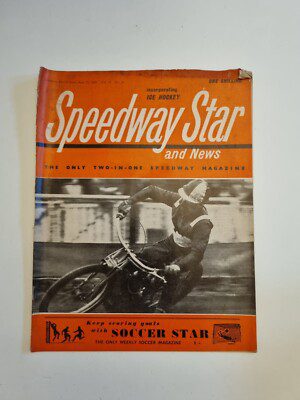 ONE SHILLING
incorporating
ICE HOCKEY
Speedway Star
and News
THE ONLY TWO-IN-ONE SPEEDWAY MAGAZINE
Keep scoring goals
with SOCCER STAR
THE ONLY WEEKLY SOCCER MAGAZINE